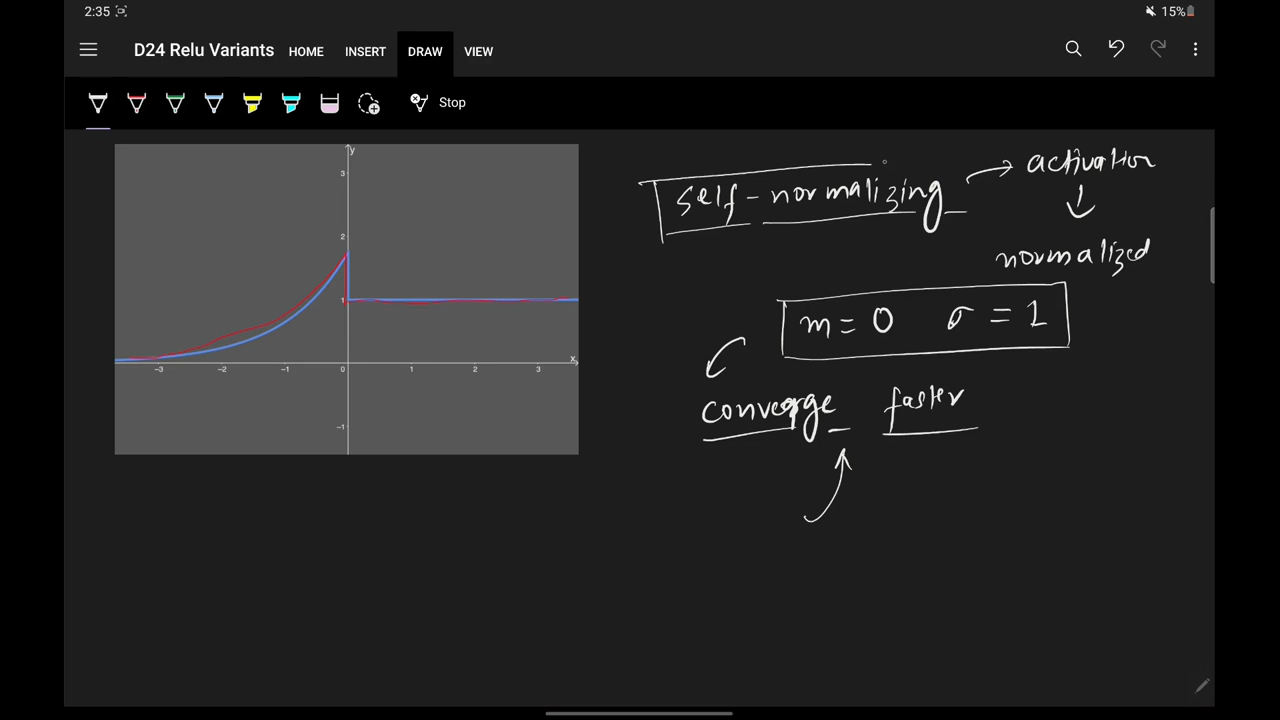 2:35
15%
D24 Relu Variants HOME INSERT DRAW VIEW
Stop
y
3
2
1
-3 -2 -1 0 1 2 3 x
-1
self-normalizing → activation
↓
normalized
m = 0 σ = 1
converge faster